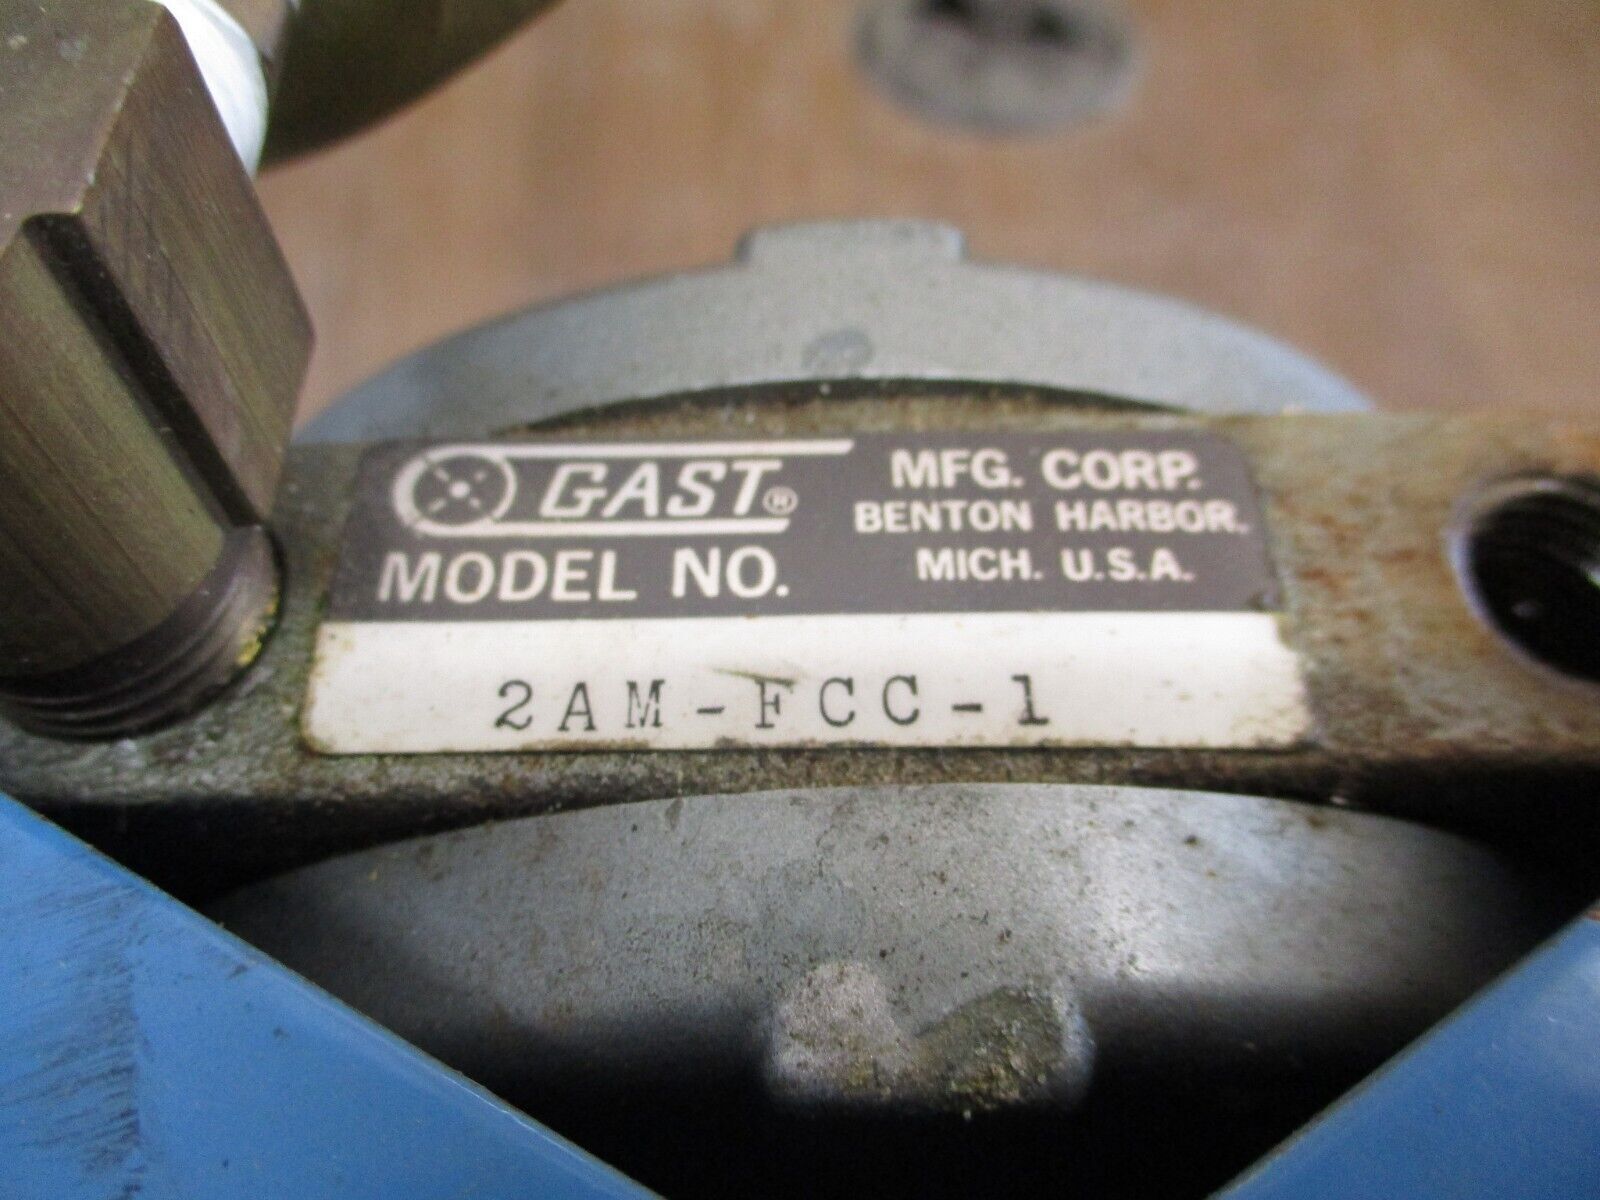 GAST®
MFG. CORP.
BENTON HARBOR,
MICH. U.S.A.
MODEL NO.
2AM-FCC-1